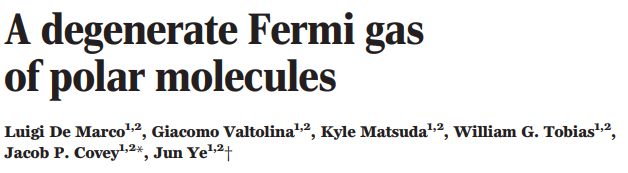 A degenerate Fermi gas
of polar molecules
Luigi De Marco1,2, Giacomo Valtolina1,2, Kyle Matsuda1,2, William G. Tobias1,2,
Jacob P. Covey1,2*, Jun Ye1,2†